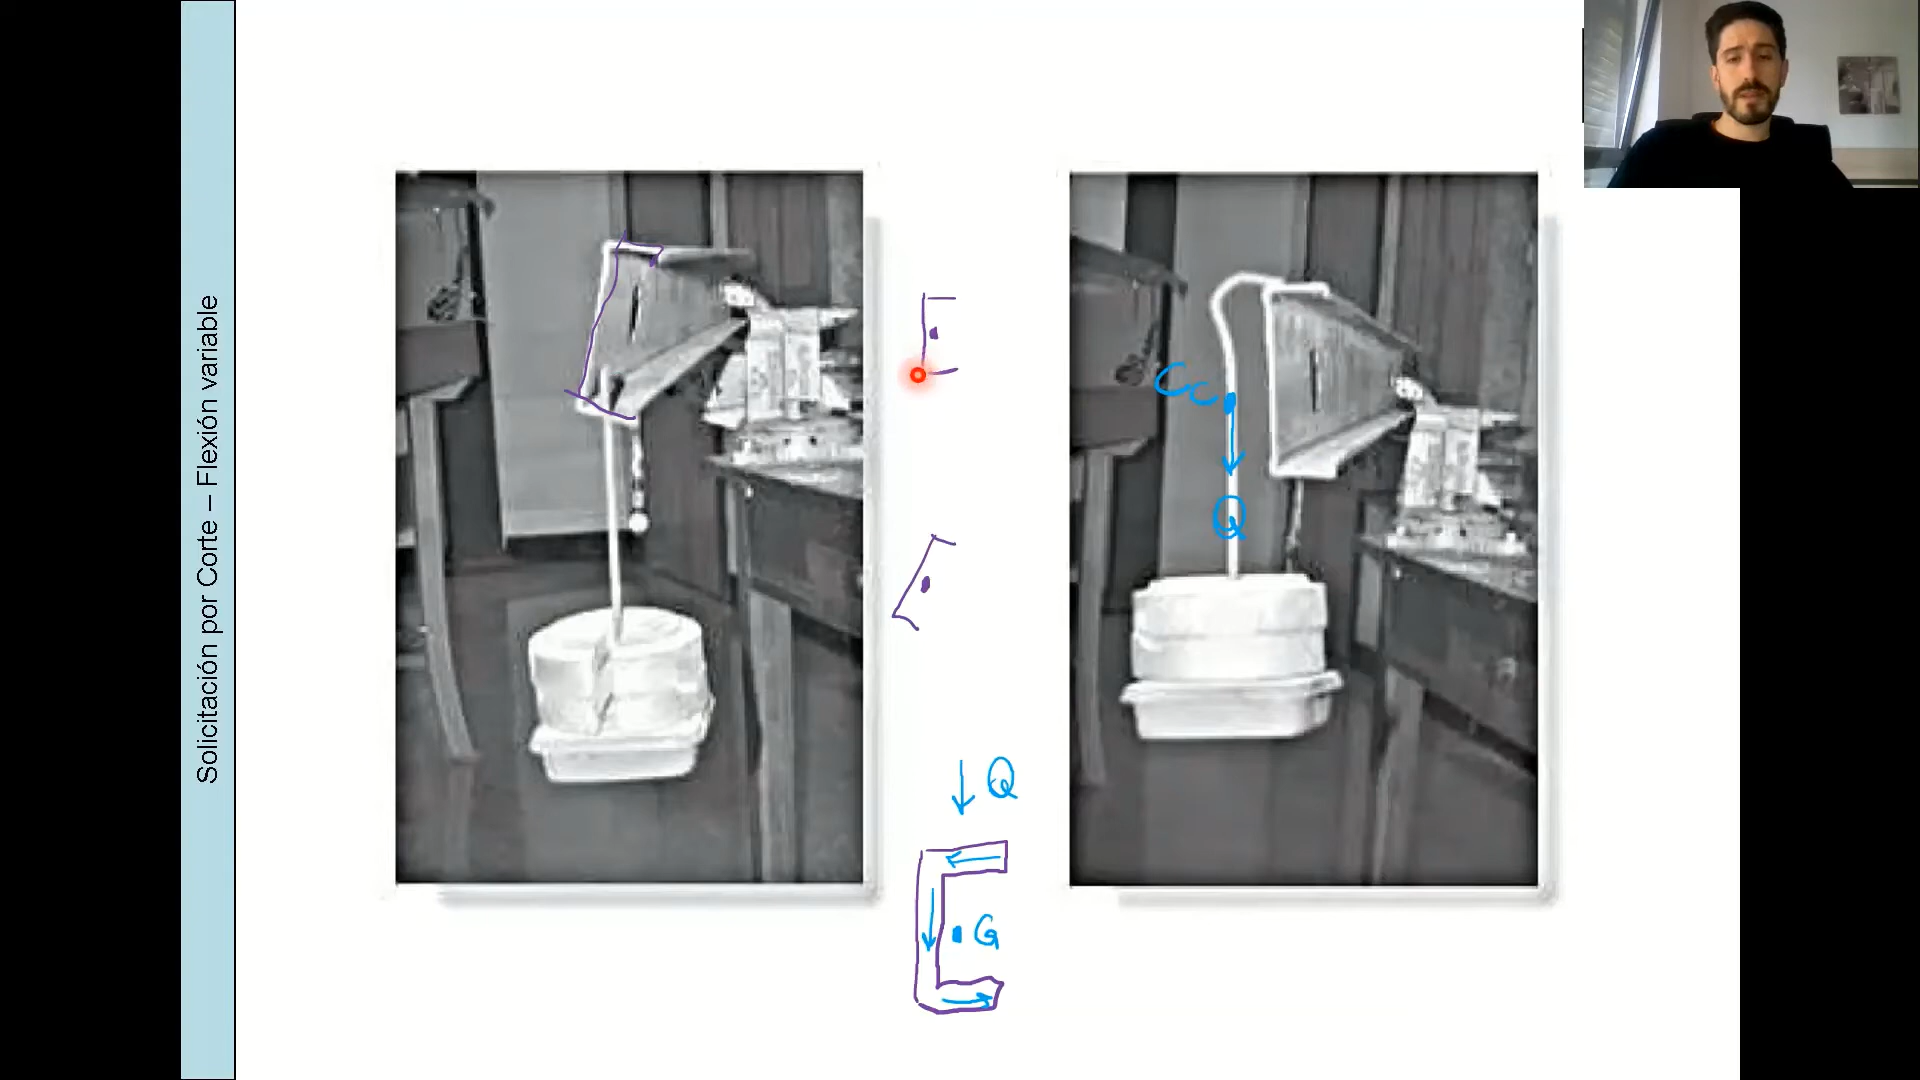 Solicitación por Corte – Flexión variable
Cc
Q
Q
G